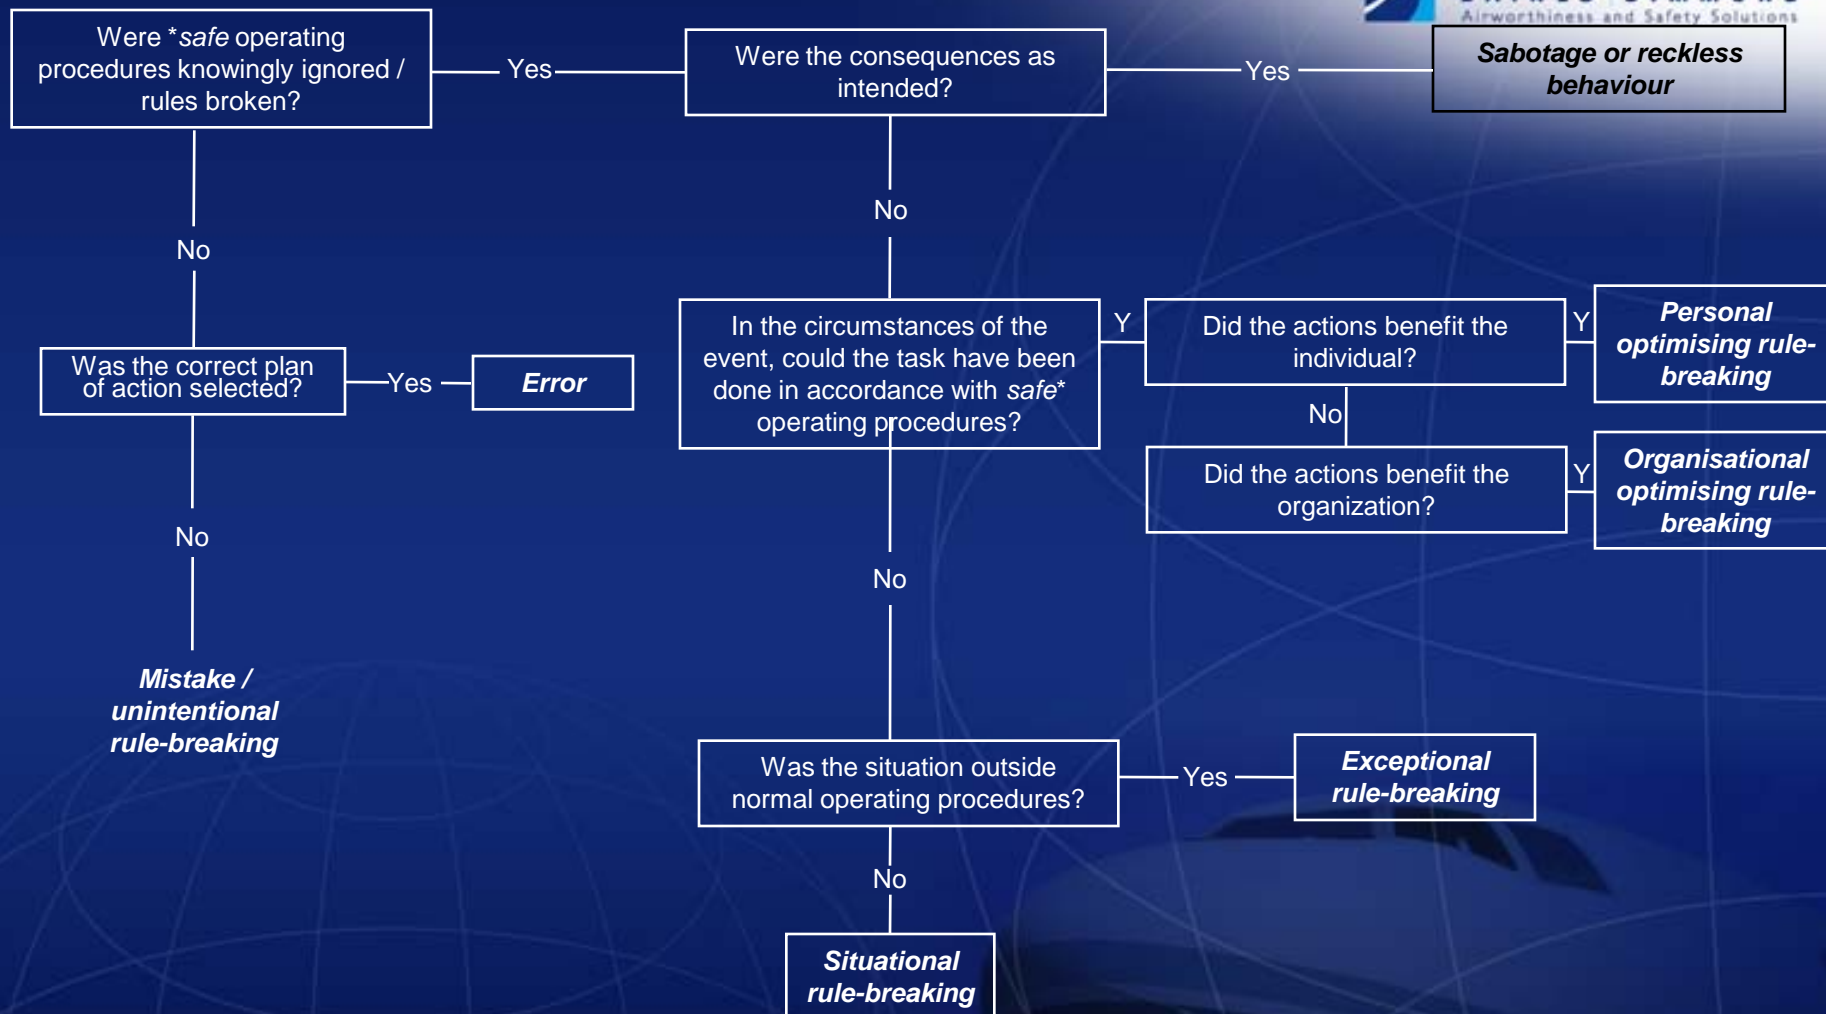 Airworthiness and Safety Solutions
Were *safe operating
procedures knowingly ignored /
rules broken?
Yes
Were the consequences as
intended?
Yes
Sabotage or reckless
behaviour
No
No
Was the correct plan
of action selected?
Yes
Error
In the circumstances of the
event, could the task have been
done in accordance with safe*
operating procedures?
Y
Did the actions benefit the
individual?
Y
Personal
optimising rule-
breaking
No
Did the actions benefit the
organization?
Y
Organisational
optimising rule-
breaking
No
No
Mistake /
unintentional
rule-breaking
Was the situation outside
normal operating procedures?
Yes
Exceptional
rule-breaking
No
Situational
rule-breaking